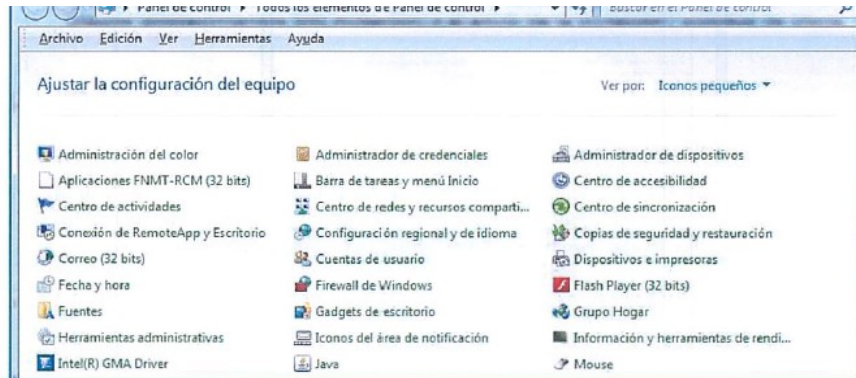 Panel de control ▸ Todos los elementos de Panel de control ▸ Buscar en el Panel de control
Archivo Edición Ver Herramientas Ayuda
Ajustar la configuración del equipo Ver por: Iconos pequeños
Administración del color Administrador de credenciales Administrador de dispositivos
Aplicaciones FNMT-RCM (32 bits) Barra de tareas y menú Inicio Centro de accesibilidad
Centro de actividades Centro de redes y recursos comparti... Centro de sincronización
Conexión de RemoteApp y Escritorio Configuración regional y de idioma Copias de seguridad y restauración
Correo (32 bits) Cuentas de usuario Dispositivos e impresoras
Fecha y hora Firewall de Windows Flash Player (32 bits)
Fuentes Gadgets de escritorio Grupo Hogar
Herramientas administrativas Iconos del área de notificación Información y herramientas de rendi...
Intel(R) GMA Driver Java Mouse